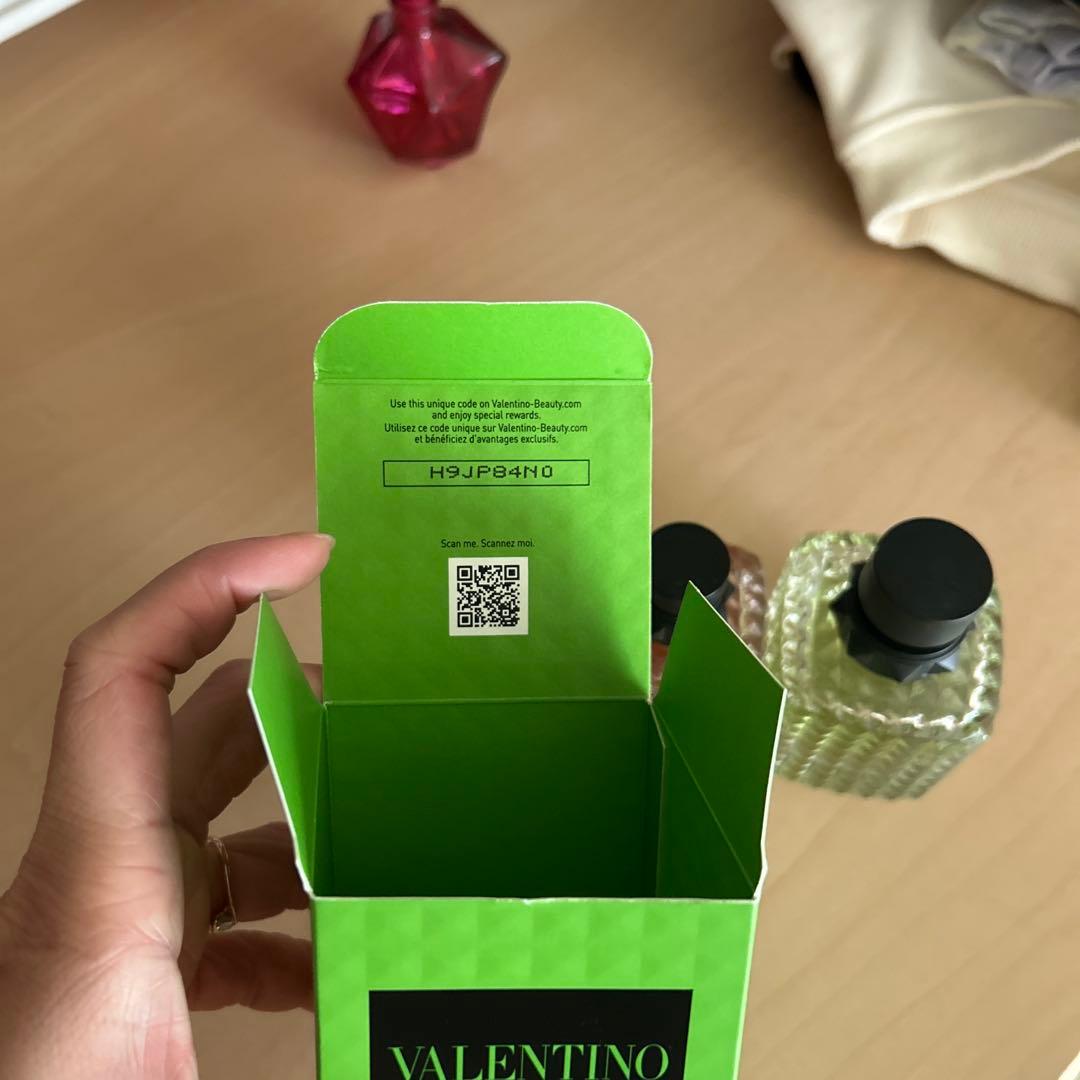 Use this unique code on Valentino-Beauty.com
and enjoy special rewards.
Utilisez ce code unique sur Valentino-Beauty.com
et bénéficiez d'avantages exclusifs.
H9JP84N0
Scan me. Scannez moi.
VALENTINO